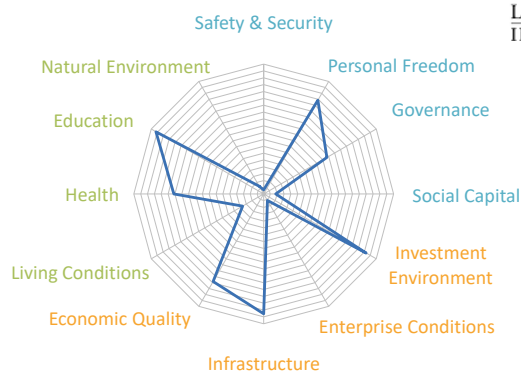 Safety & Security
Natural Environment
Personal Freedom
Education
Governance
Health
Social Capital
Investment
Environment
Living Conditions
Economic Quality
Enterprise Conditions
Infrastructure